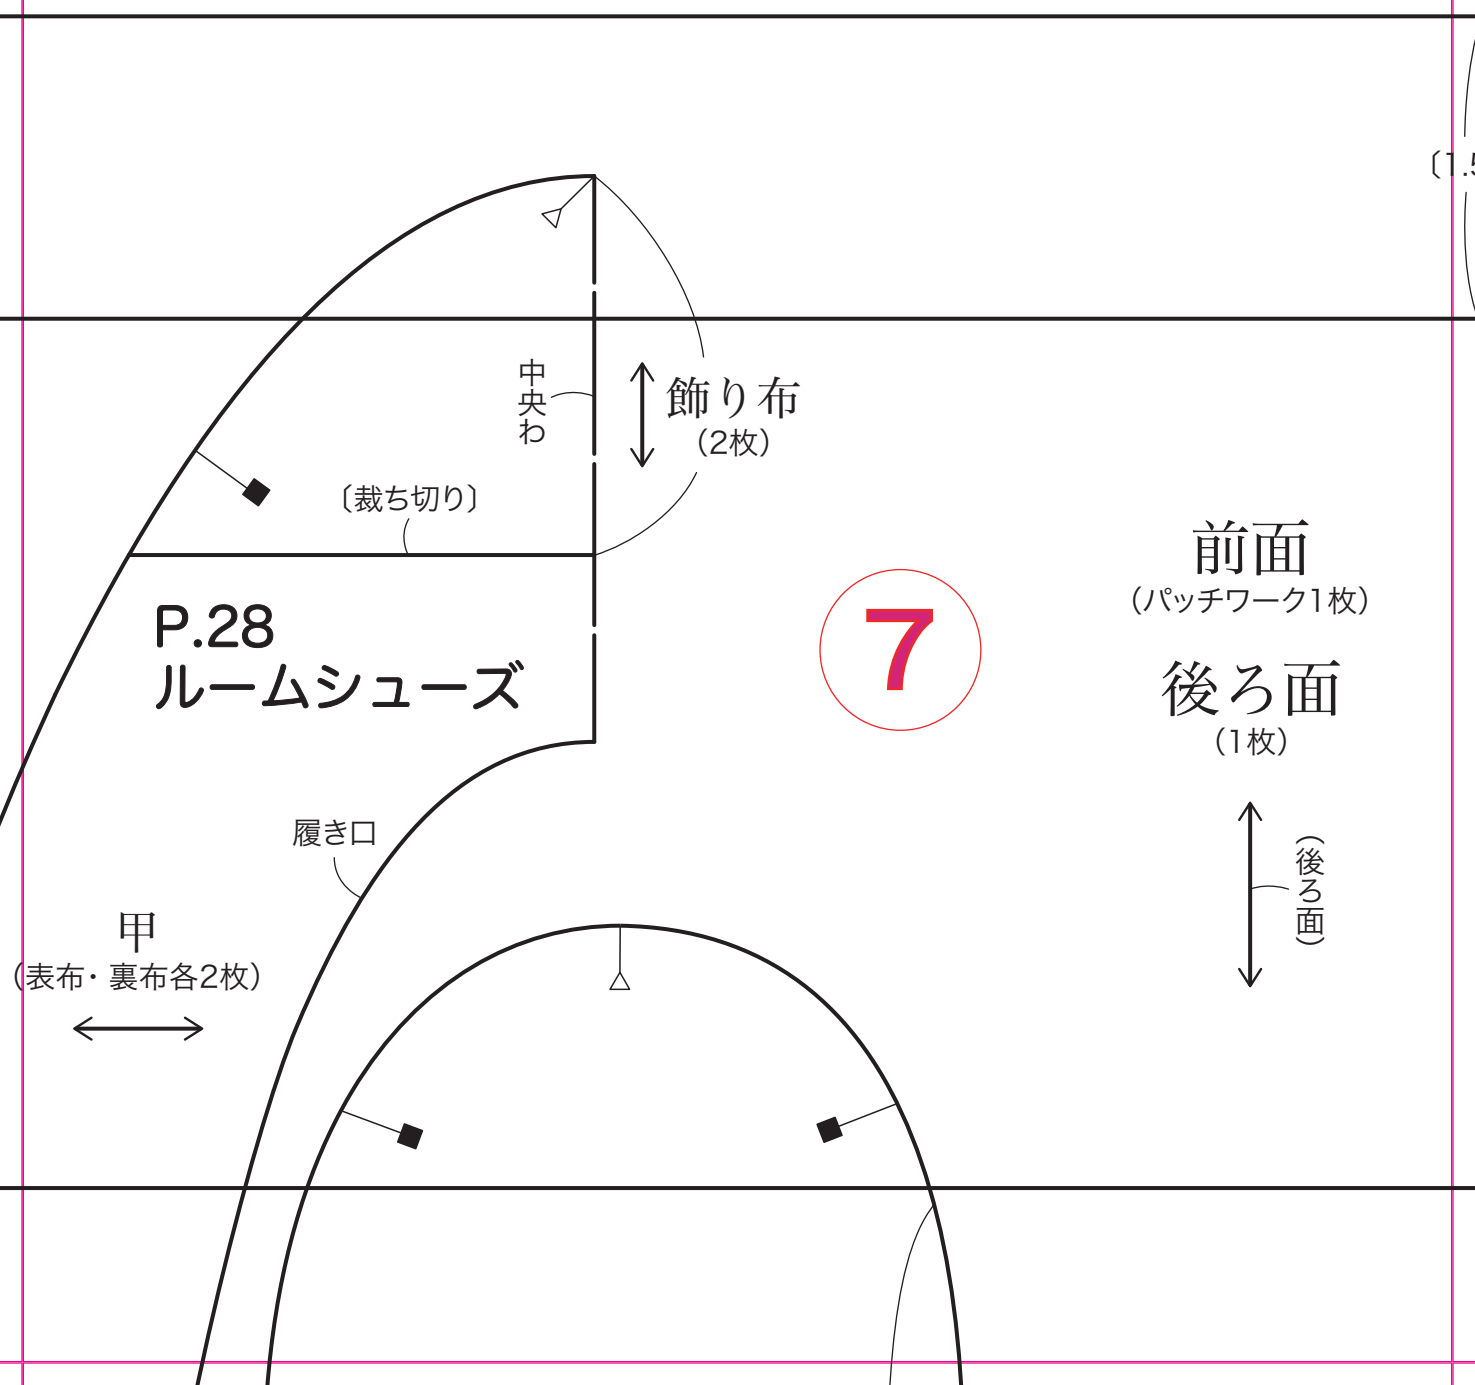 〔1.5
中央わ
飾り布
（2枚）
〔裁ち切り〕
P.28
ルームシューズ
7
前面
（パッチワーク1枚）
後ろ面
（1枚）
履き口
（後ろ面）
甲
（表布・裏布各2枚）